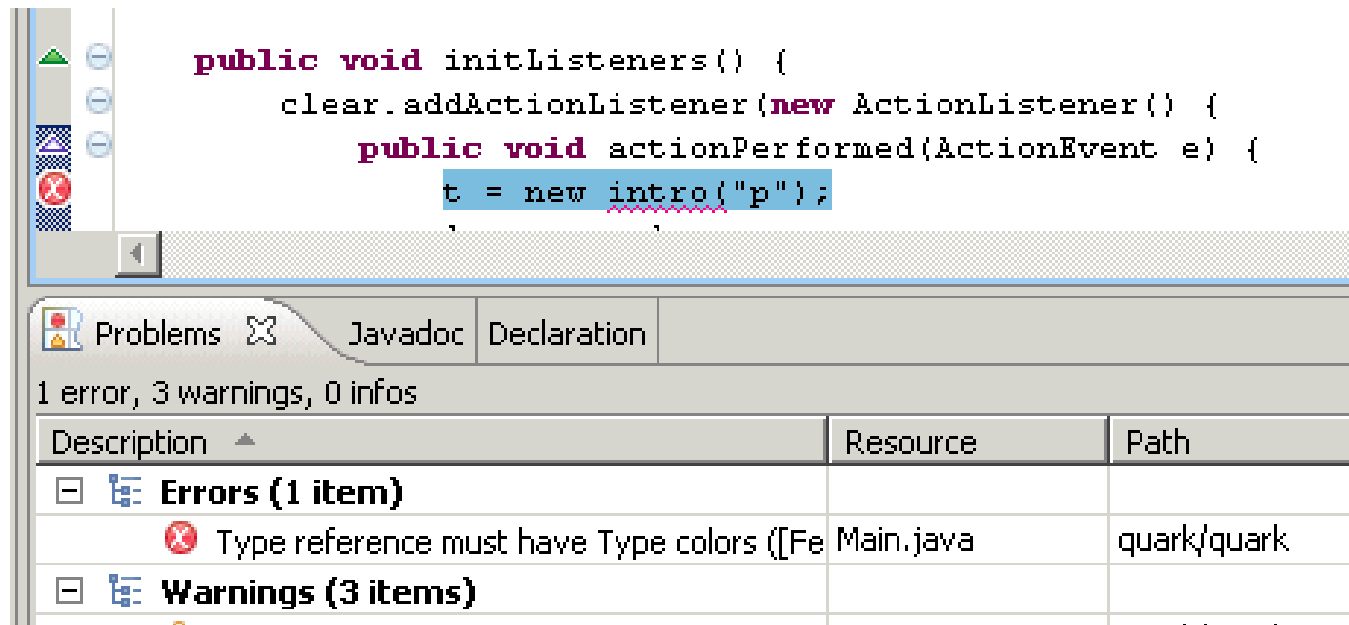 public void initListeners() {
clear.addActionListener(new ActionListener() {
public void actionPerformed(ActionEvent e) {
t = new intro("p");
Problems Javadoc Declaration
1 error, 3 warnings, 0 infos
Description Resource Path
Errors (1 item)
Type reference must have Type colors ([Fe Main.java quark/quark
Warnings (3 items)